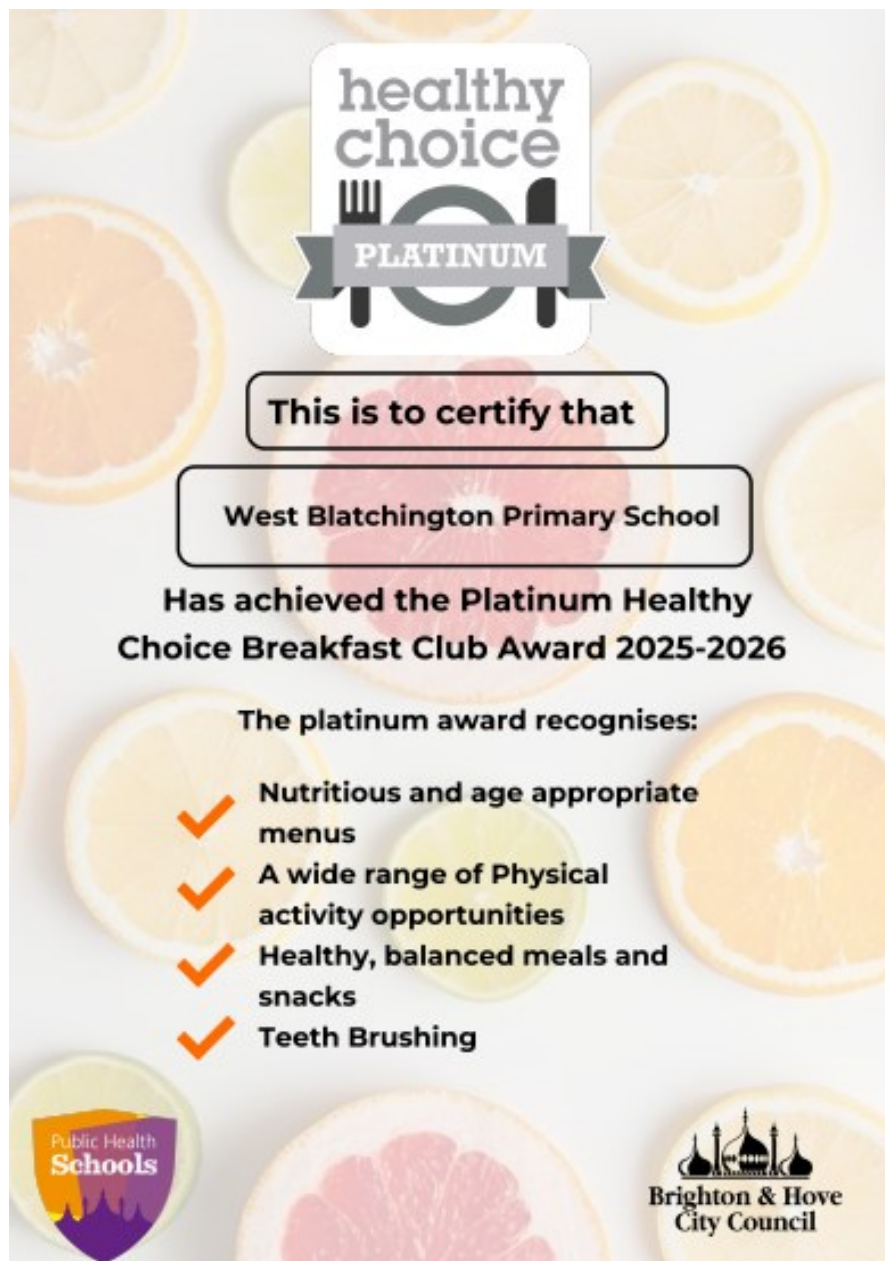 healthy
choice
PLATINUM
This is to certify that
West Blatchington Primary School
Has achieved the Platinum Healthy
Choice Breakfast Club Award 2025-2026
The platinum award recognises:
Nutritious and age appropriate
menus
A wide range of Physical
activity opportunities
Healthy, balanced meals and
snacks
Teeth Brushing
Public Health
Schools
Brighton & Hove
City Council